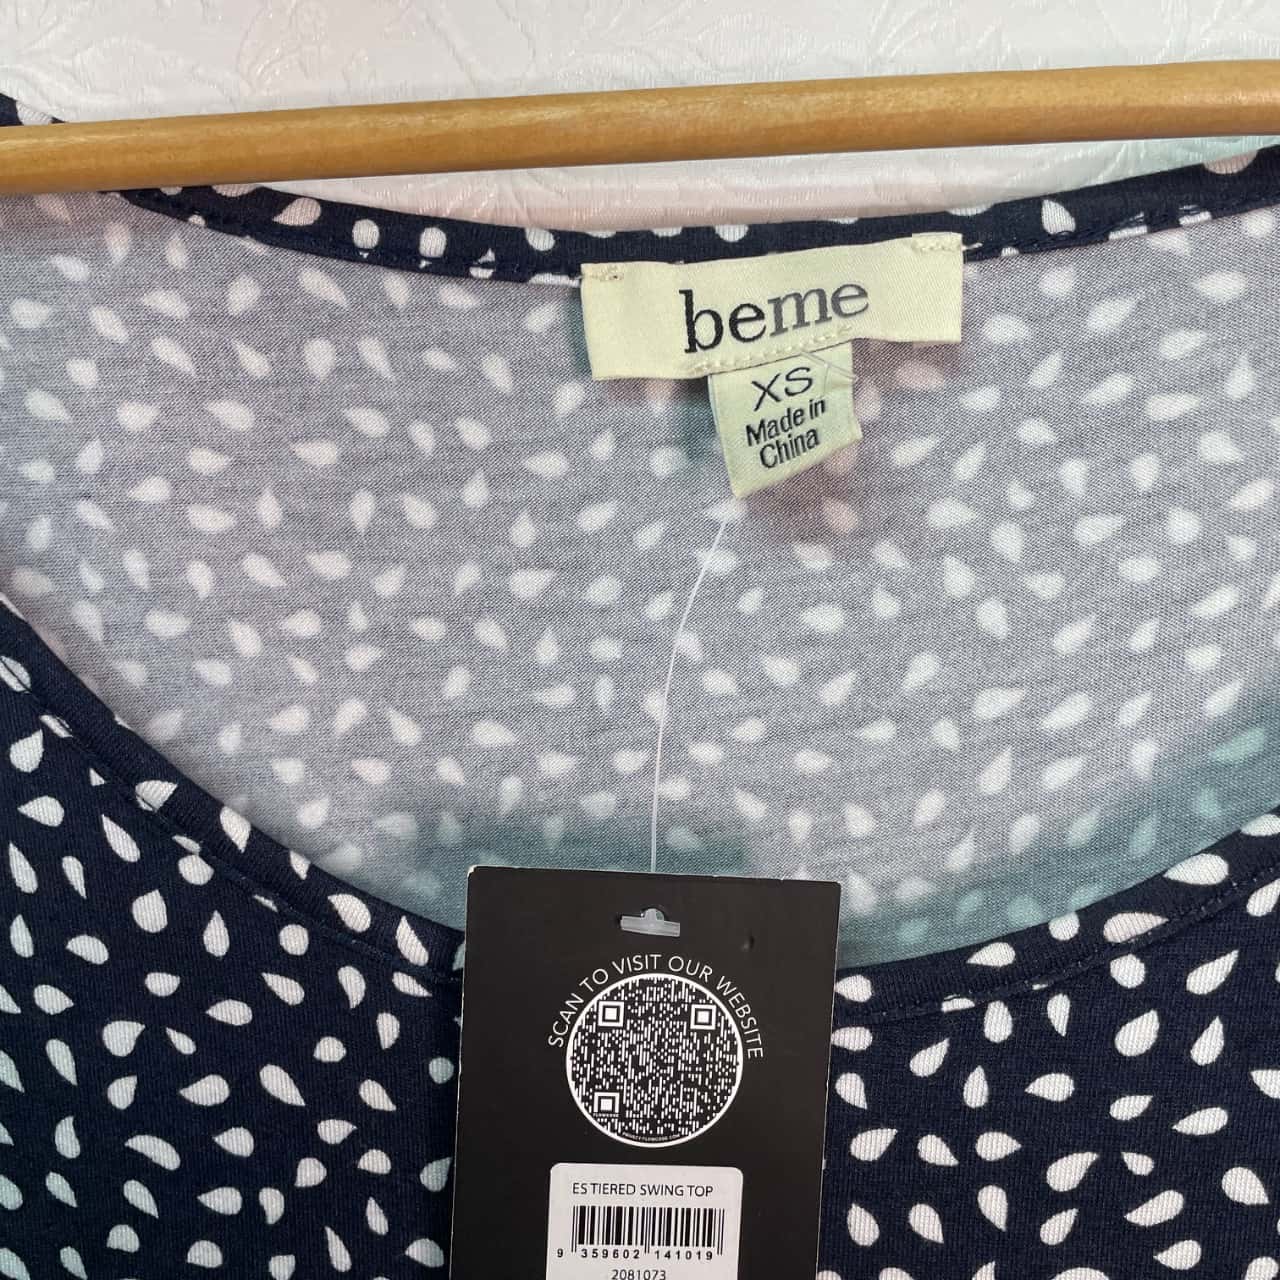 beme
XS
Made in
China
SCAN TO VISIT OUR WEBSITE
ES TIERED SWING TOP
9 359602 141019
2081073